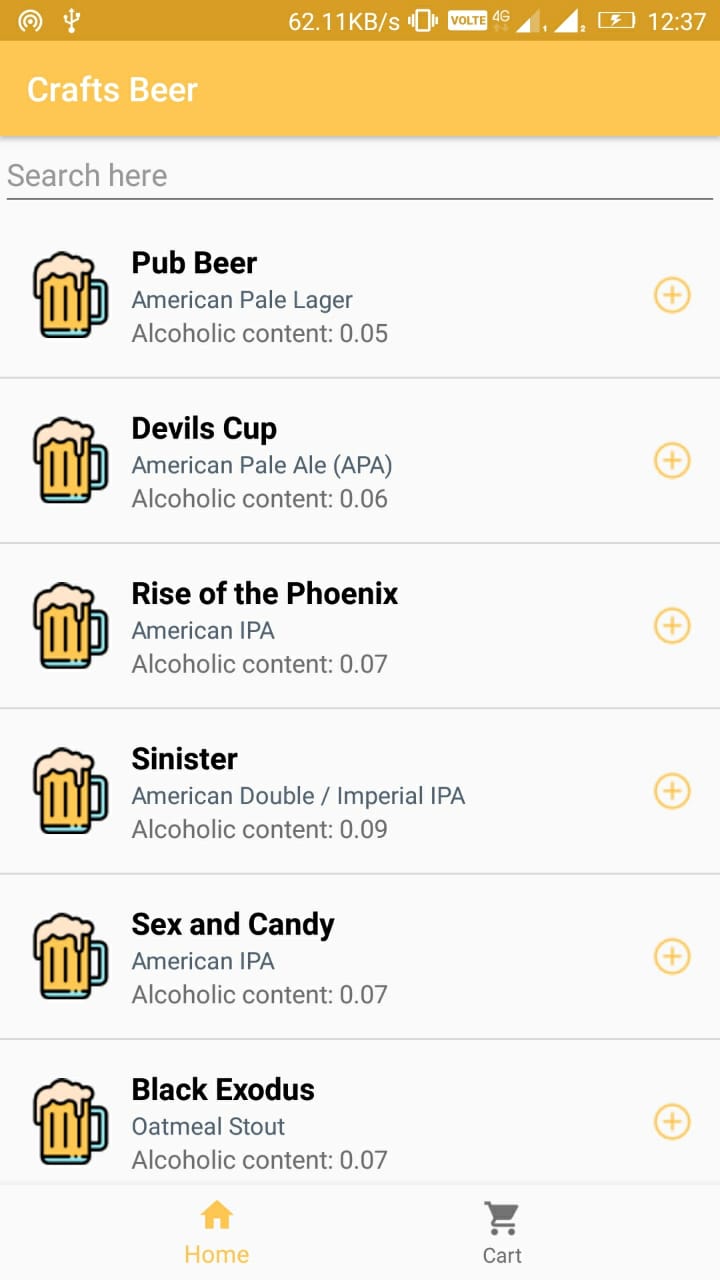 62.11KB/s VOLTE 4G 1 2 12:37
Crafts Beer
Search here
Pub Beer
American Pale Lager
Alcoholic content: 0.05
Devils Cup
American Pale Ale (APA)
Alcoholic content: 0.06
Rise of the Phoenix
American IPA
Alcoholic content: 0.07
Sinister
American Double / Imperial IPA
Alcoholic content: 0.09
Sex and Candy
American IPA
Alcoholic content: 0.07
Black Exodus
Oatmeal Stout
Alcoholic content: 0.07
Home
Cart